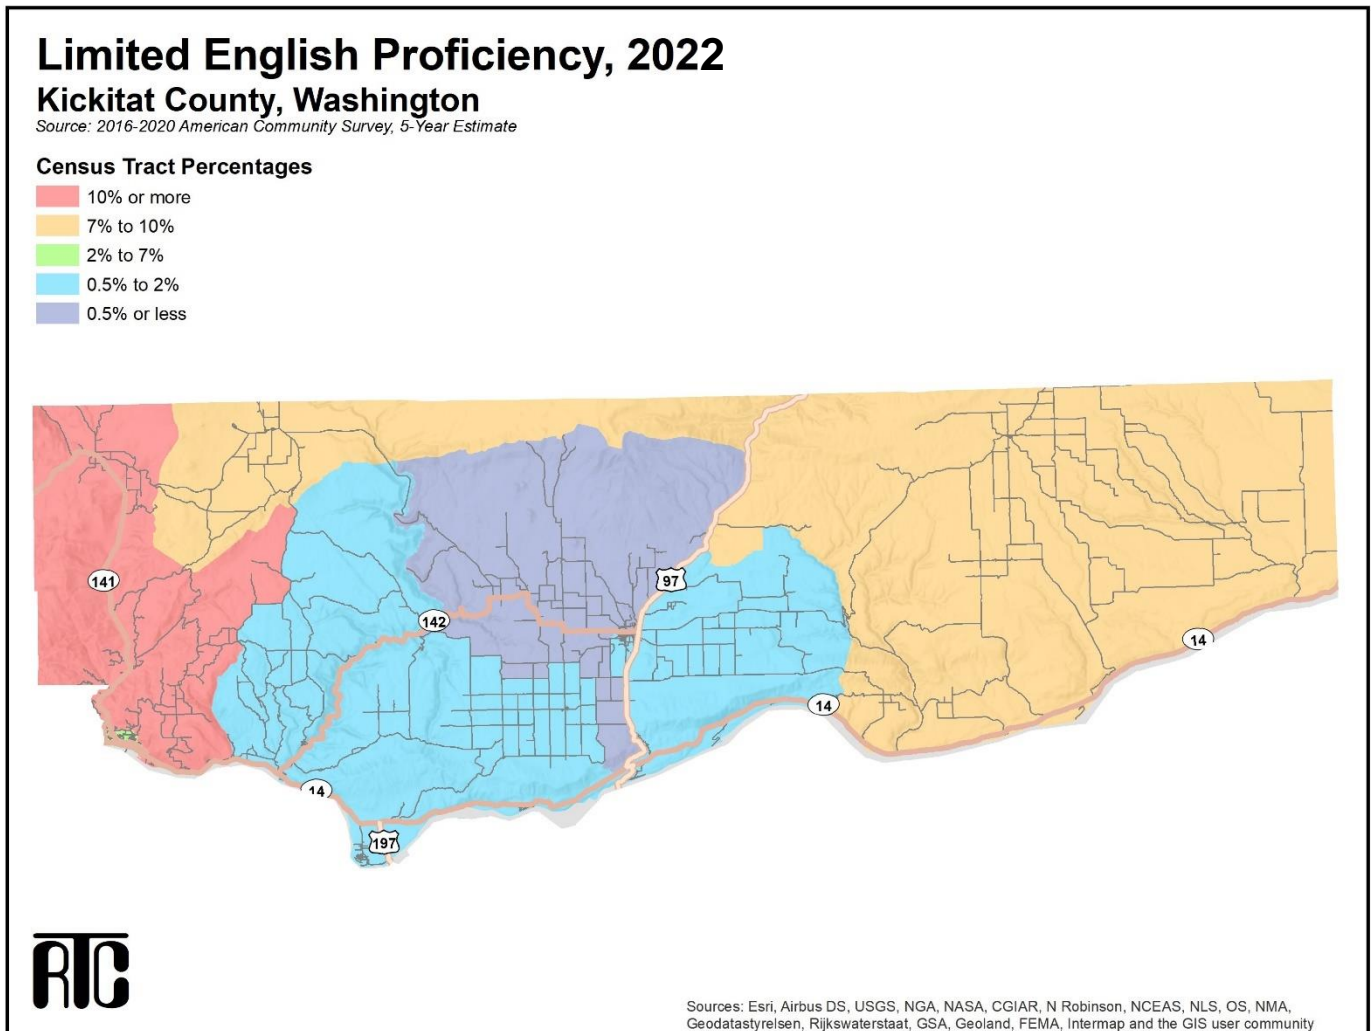 Limited English Proficiency, 2022
Kickitat County, Washington
Source: 2016-2020 American Community Survey, 5-Year Estimate
Census Tract Percentages
10% or more
7% to 10%
2% to 7%
0.5% to 2%
0.5% or less
141
97
142
14
14
14
197
RTC
Sources: Esri, Airbus DS, USGS, NGA, NASA, CGIAR, N Robinson, NCEAS, NLS, OS, NMA,
Geodatastyrelsen, Rijkswaterstaat, GSA, Geoland, FEMA, Intermap and the GIS user community